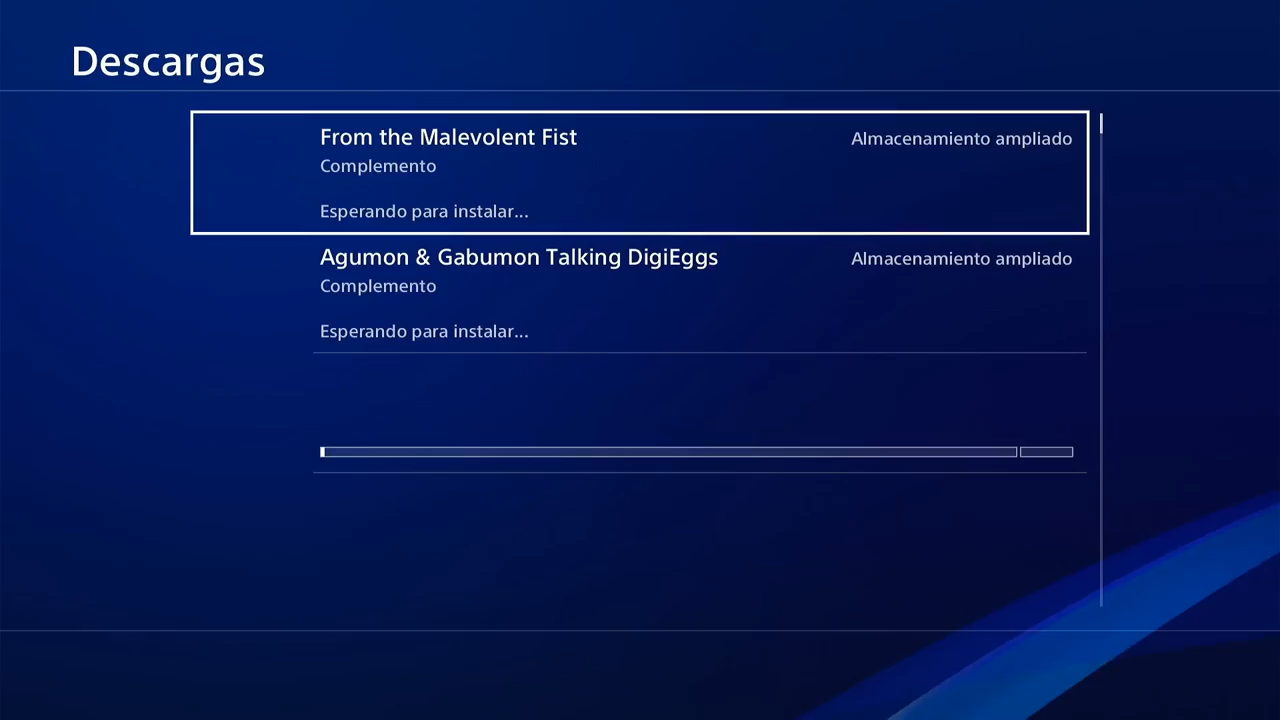 Descargas
From the Malevolent Fist
Almacenamiento ampliado
Complemento
Esperando para instalar...
Agumon & Gabumon Talking DigiEggs
Almacenamiento ampliado
Complemento
Esperando para instalar...